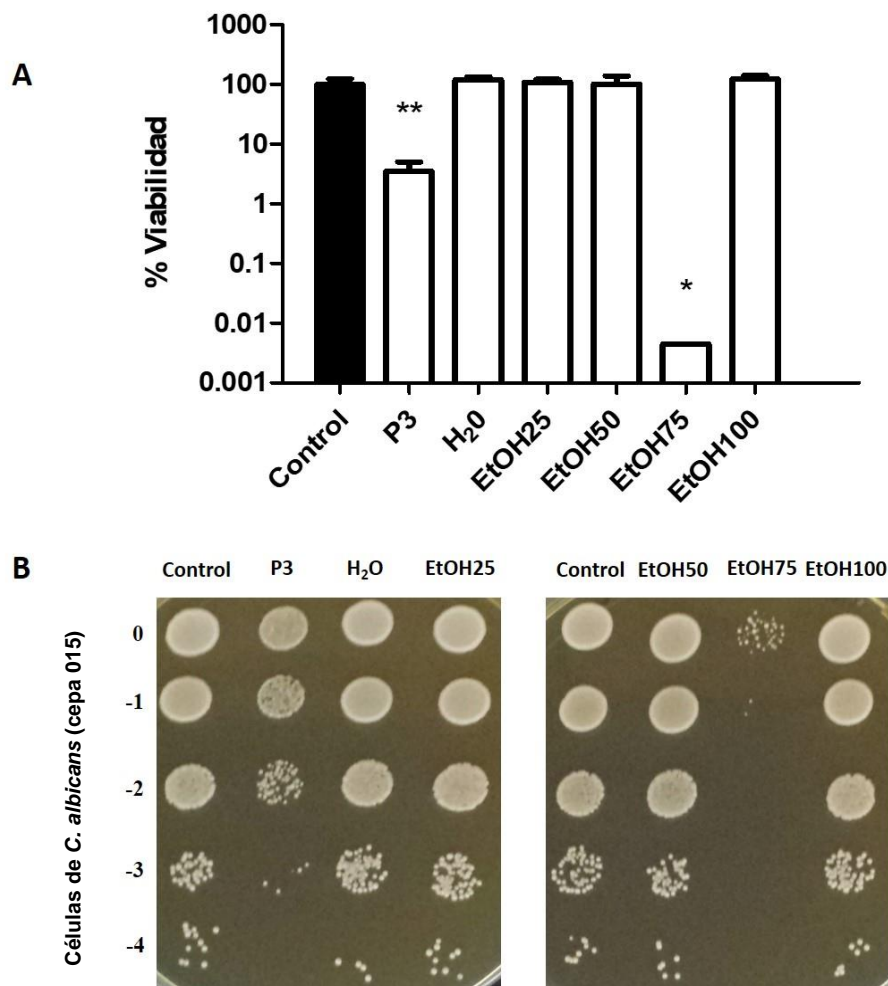 A
% Viabilidad
1000
100
10
1
0.1
0.01
0.001
**
*
Control
P3
H₂0
EtOH25
EtOH50
EtOH75
EtOH100
B
Control P3 H₂O EtOH25 Control EtOH50 EtOH75 EtOH100
Células de C. albicans (cepa 015)
0
-1
-2
-3
-4